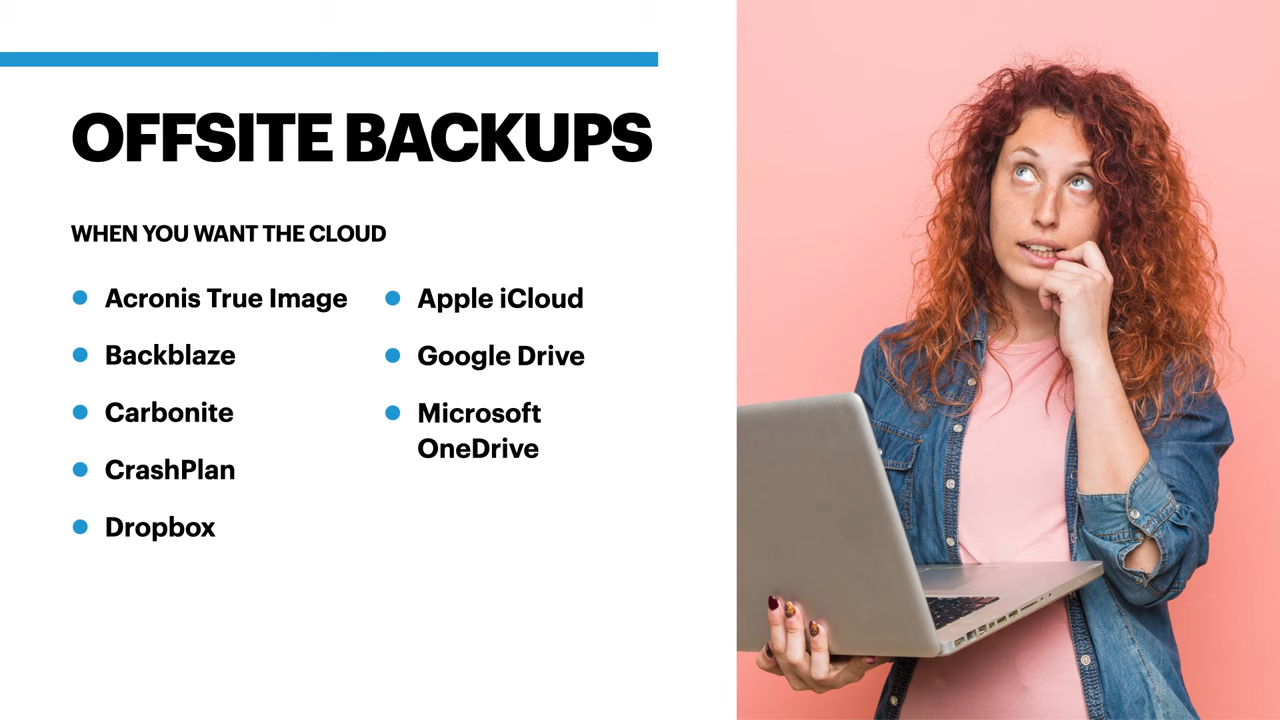 OFFSITE BACKUPS
WHEN YOU WANT THE CLOUD
Acronis True Image
Backblaze
Carbonite
CrashPlan
Dropbox
Apple iCloud
Google Drive
Microsoft
OneDrive